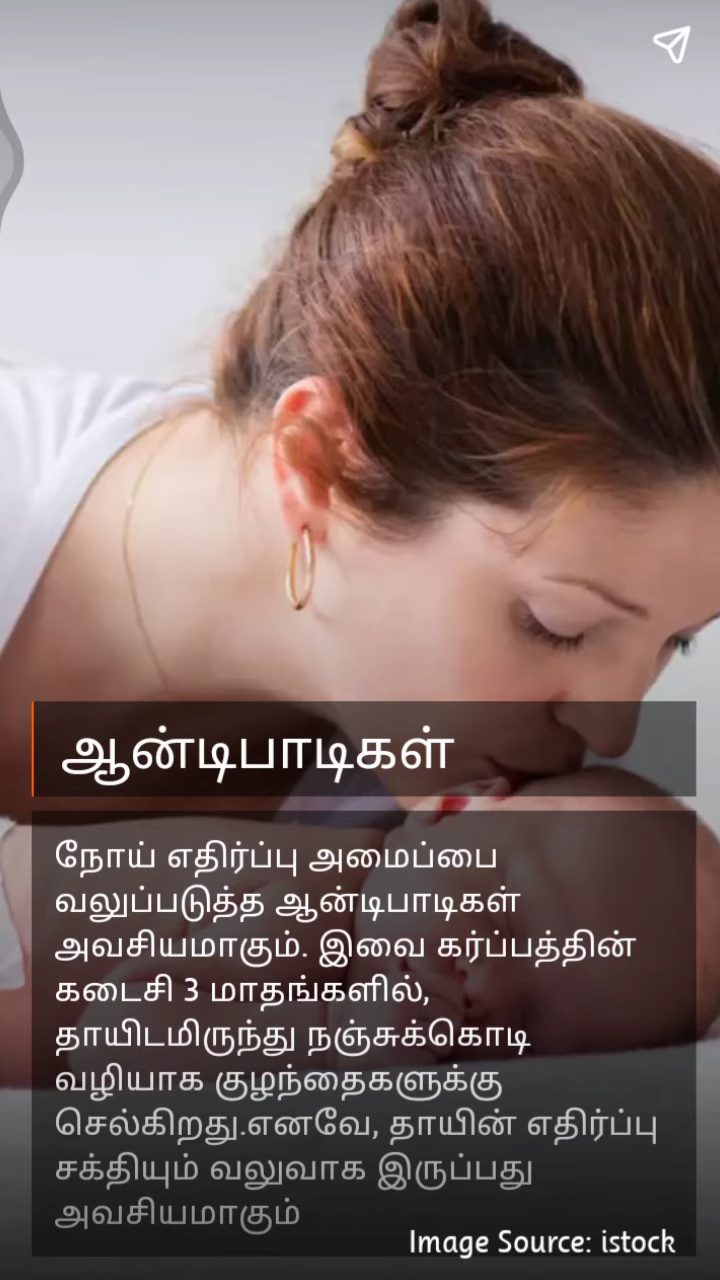 ஆன்டிபாடிகள்
நோய் எதிர்ப்பு அமைப்பை
வலுப்படுத்த ஆன்டிபாடிகள்
அவசியமாகும். இவை கர்ப்பத்தின்
கடைசி 3 மாதங்களில்,
தாயிடமிருந்து நஞ்சுக்கொடி
வழியாக குழந்தைகளுக்கு
செல்கிறது.எனவே, தாயின் எதிர்ப்பு
சக்தியும் வலுவாக இருப்பது
அவசியமாகும்
Image Source: istock